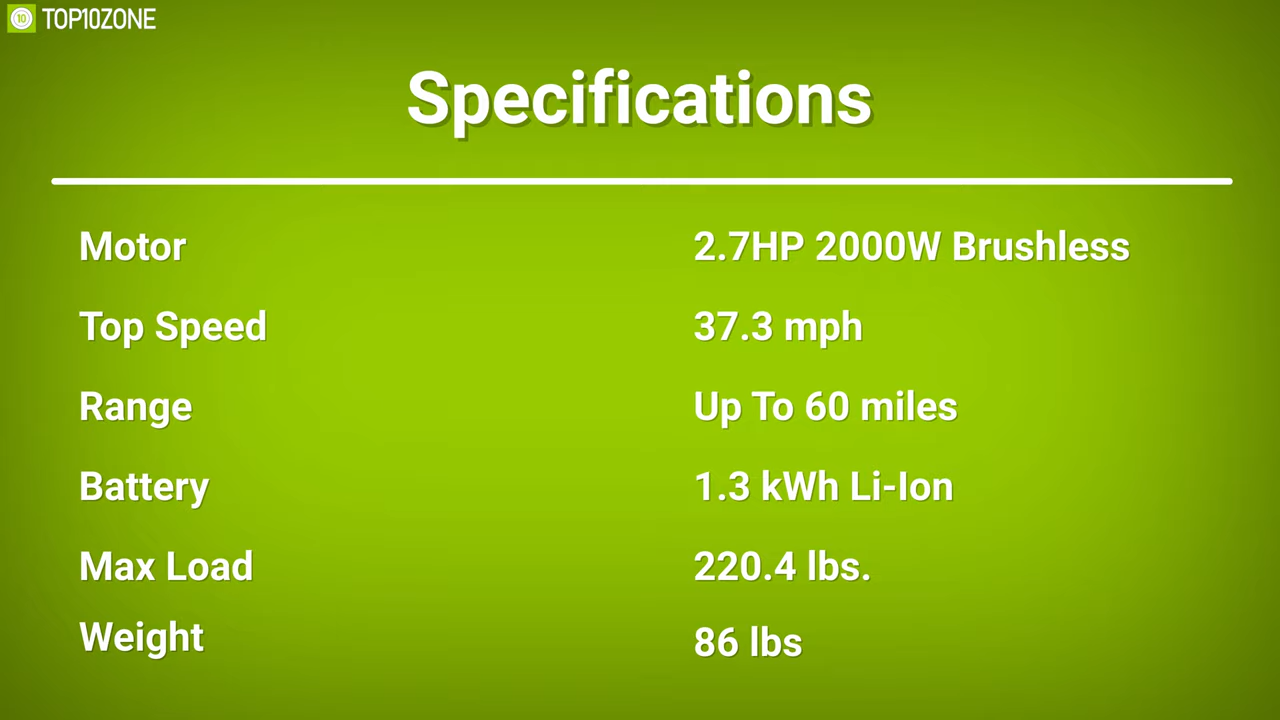 10 TOP10ZONE
Specifications
Motor 2.7HP 2000W Brushless
Top Speed 37.3 mph
Range Up To 60 miles
Battery 1.3 kWh Li-Ion
Max Load 220.4 lbs.
Weight 86 lbs